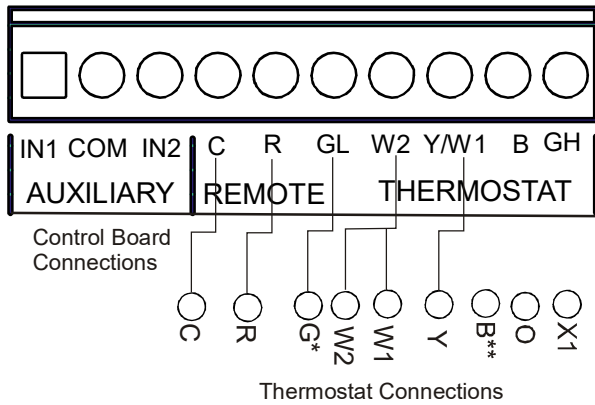 IN1 COM IN2 C R GL W2 Y/W1 B GH
AUXILIARY REMOTE THERMOSTAT
Control Board
Connections
C R G* W2 W1 Y B** O X1
Thermostat Connections